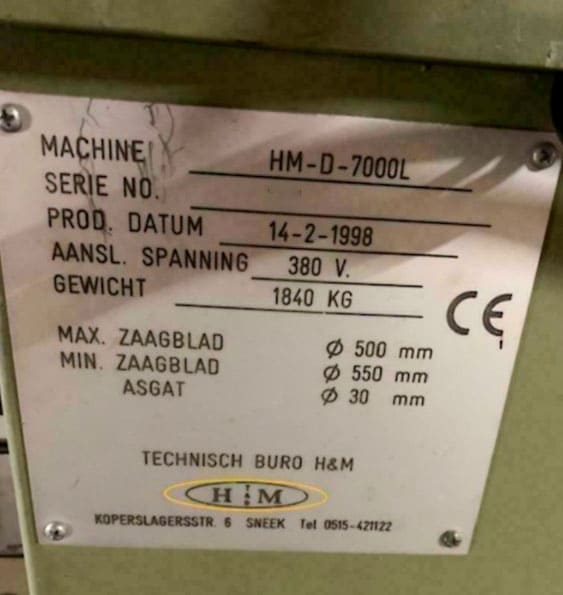 MACHINE HM-D-7000L
SERIE NO.
PROD. DATUM 14-2-1998
AANSL. SPANNING 380 V.
GEWICHT 1840 KG
CE
MAX. ZAAGBLAD Ø 500 mm
MIN. ZAAGBLAD Ø 550 mm
ASGAT Ø 30 mm
TECHNISCH BURO H&M
H T&B M
KOPERSLAGERSSTR. 6 SNEEK Tel 0515-421122